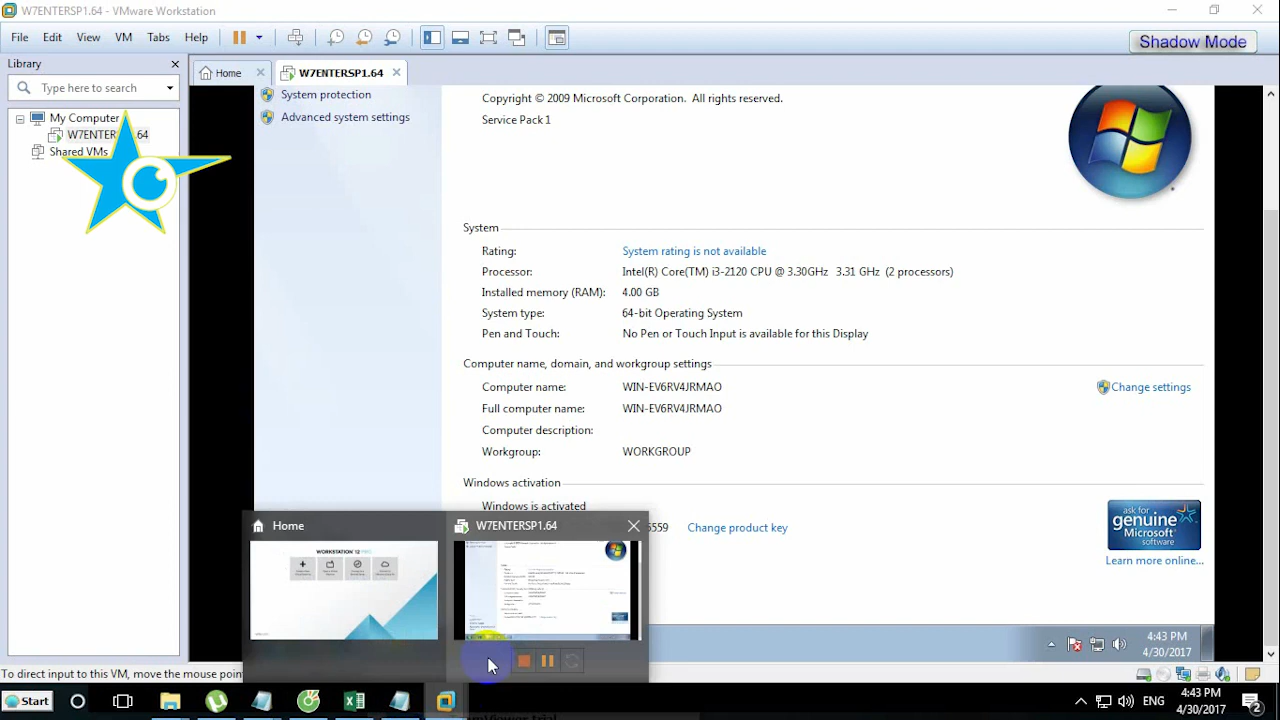 W7ENTERSP1.64 - VMware Workstation
File Edit View VM Tabs Help
Shadow Mode
Library
Type here to search
My Computer
W7ENTER
64
Shared VMs
Home
W7ENTERSP1.64
System protection
Advanced system settings
Copyright © 2009 Microsoft Corporation. All rights reserved.
Service Pack 1
System
Rating: System rating is not available
Processor: Intel(R) Core(TM) i3-2120 CPU @ 3.30GHz 3.31 GHz (2 processors)
Installed memory (RAM): 4.00 GB
System type: 64-bit Operating System
Pen and Touch: No Pen or Touch Input is available for this Display
Computer name, domain, and workgroup settings
Computer name: WIN-EV6RV4JRMAO
Change settings
Full computer name: WIN-EV6RV4JRMAO
Computer description:
Workgroup: WORKGROUP
Windows activation
Windows is activated
6559 Change product key
ask for
genuine
Microsoft
software
Learn more online...
Home
W7ENTERSP1.64
WORKSTATION 12 PRO
4:43 PM
4/30/2017
To direct in
ve the mouse poin
Start
ENG
4:43 PM
4/30/2017
2